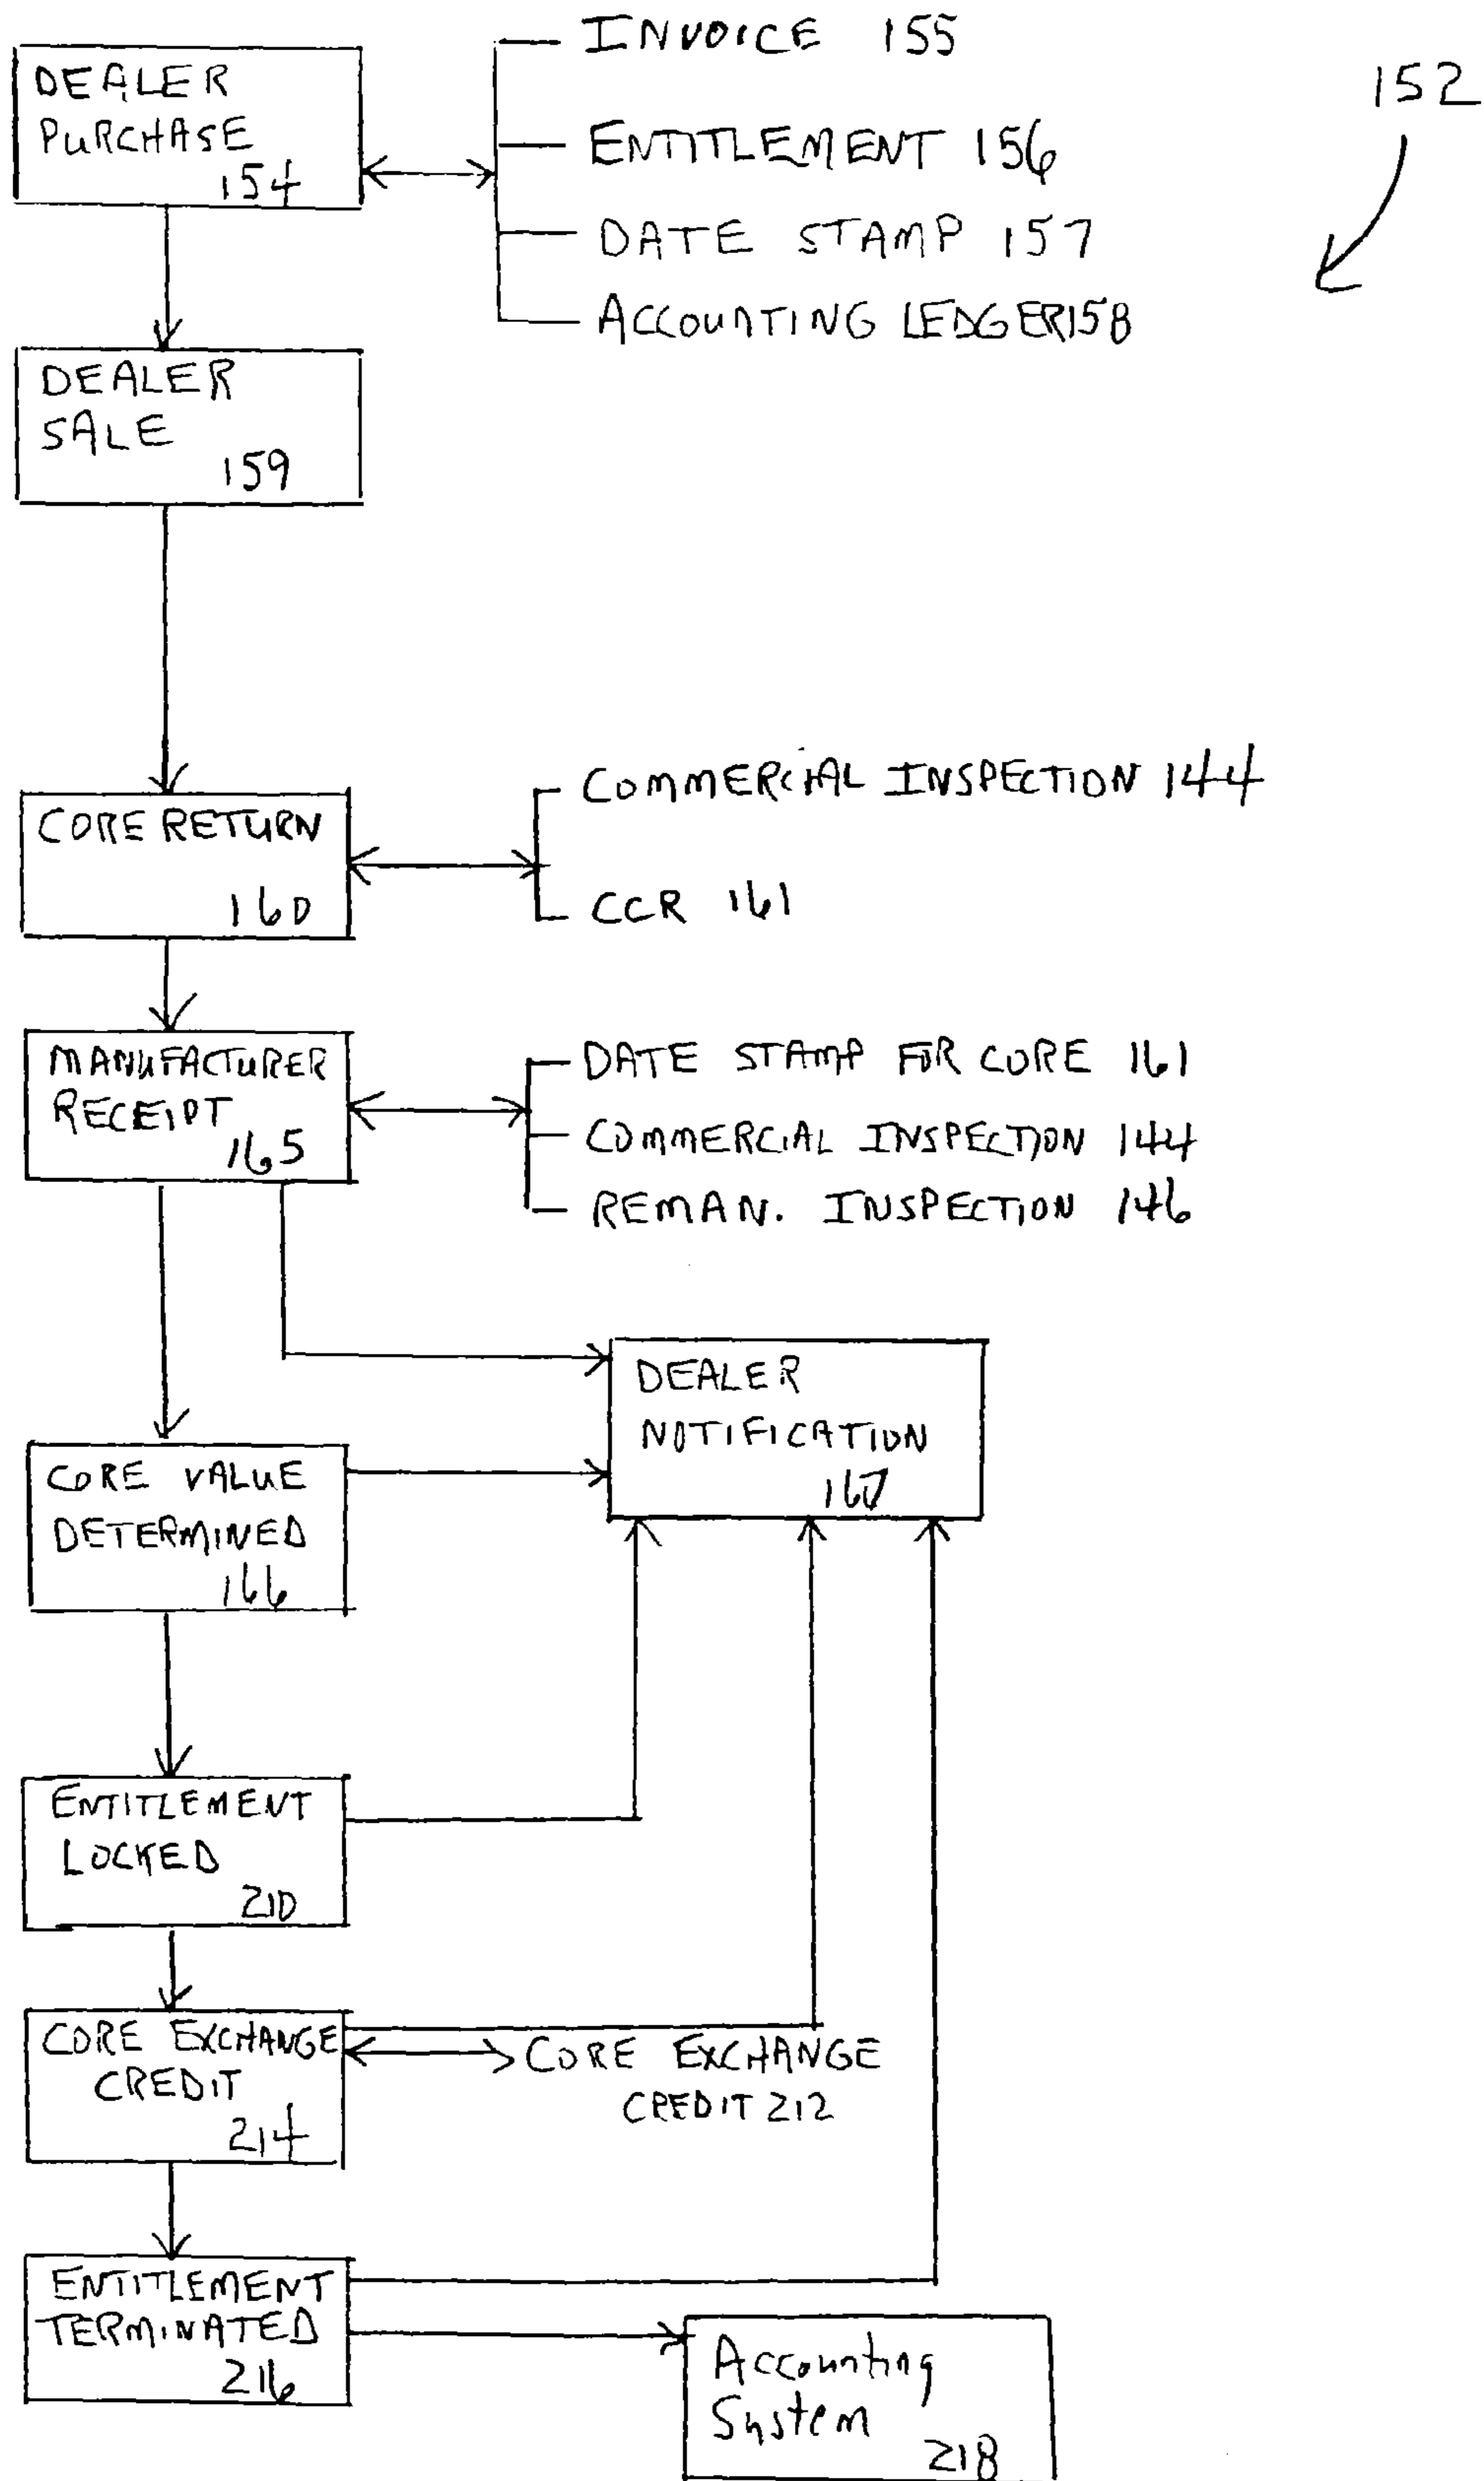 INVOICE 155
152
DEALER
PURCHASE
154
ENTITLEMENT 156
DATE STAMP 157
ACCOUNTING LEDGER 158
DEALER
SALE
159
COMMERCIAL INSPECTION 144
CORE RETURN
160
CCR 161
MANUFACTURER
RECEIPT
165
DATE STAMP FOR CORE 161
COMMERCIAL INSPECTION 144
REMAN. INSPECTION 146
DEALER
NOTIFICATION
167
CORE VALUE
DETERMINED
166
ENTITLEMENT
LOCKED
210
CORE EXCHANGE
CREDIT
214
CORE EXCHANGE
CREDIT 212
ENTITLEMENT
TERMINATED
216
Accounting
System
218